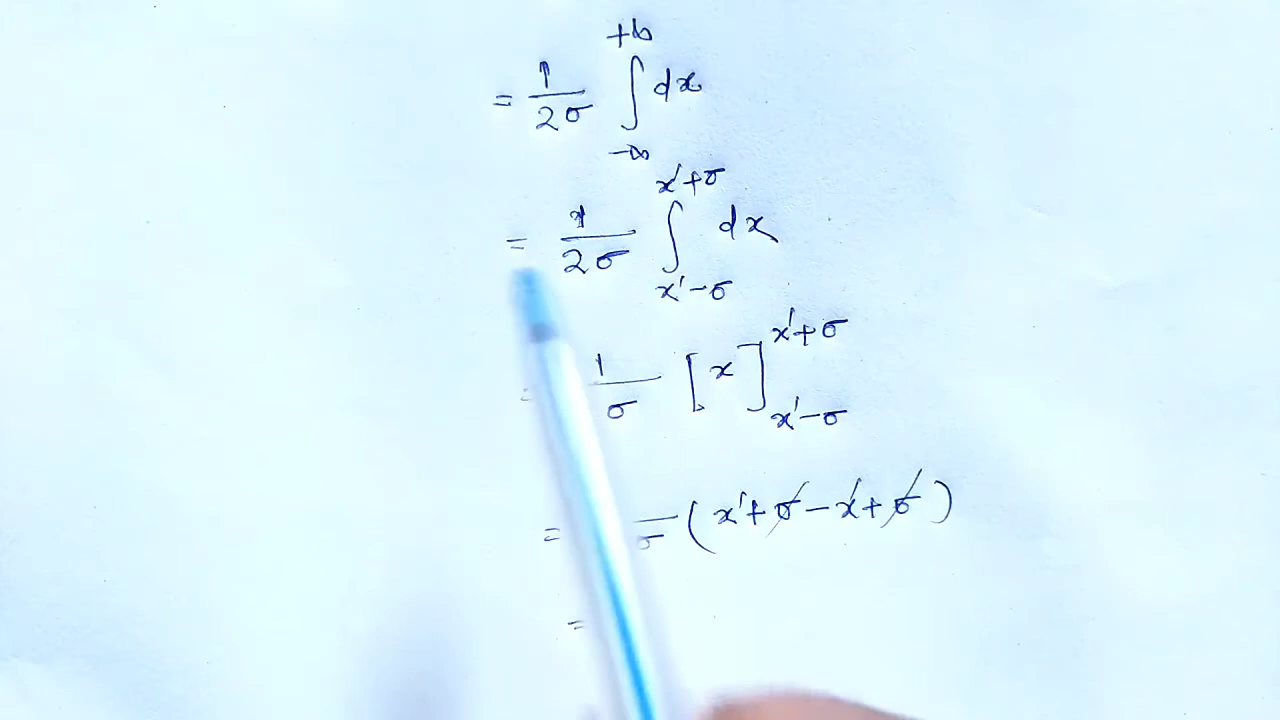 = 1/2σ ∫_{-∞}^{+∞} dx
= 1/2σ ∫_{x'-σ}^{x'+σ} dx
= 1/σ [x]_{x'-σ}^{x'+σ}
= /σ (x'+σ-x'+σ)
=